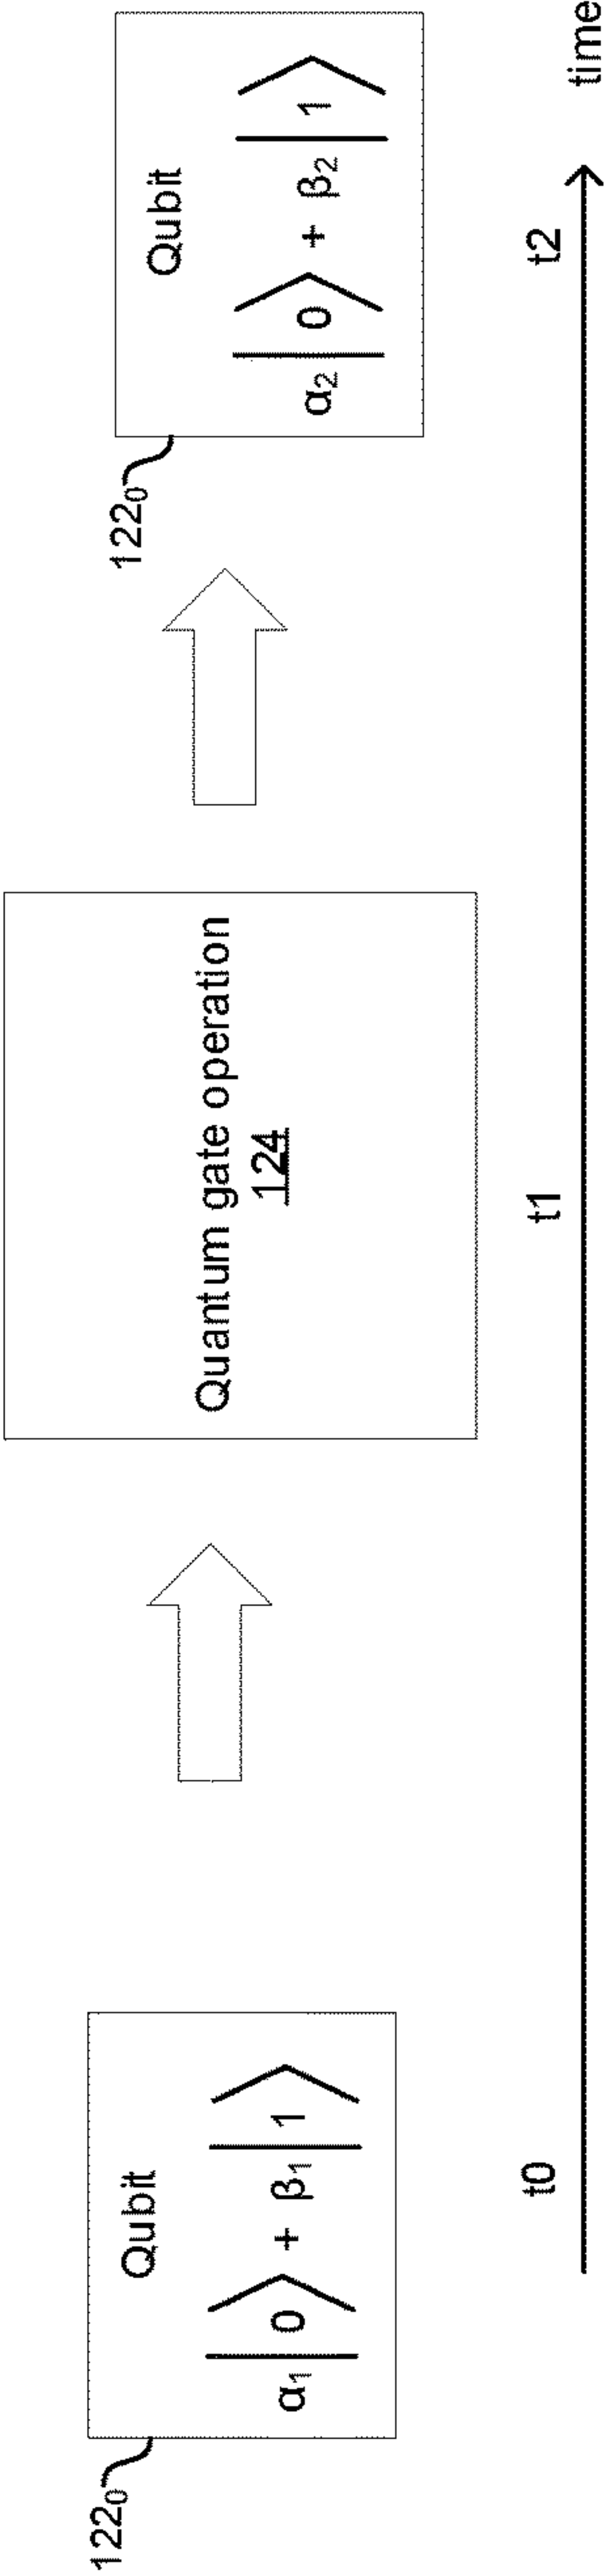 122₀
Qubit
α₁|0⟩ + β₁|1⟩
Quantum gate operation
124
122₀
Qubit
α₂|0⟩ + β₂|1⟩
t0
t1
t2
time